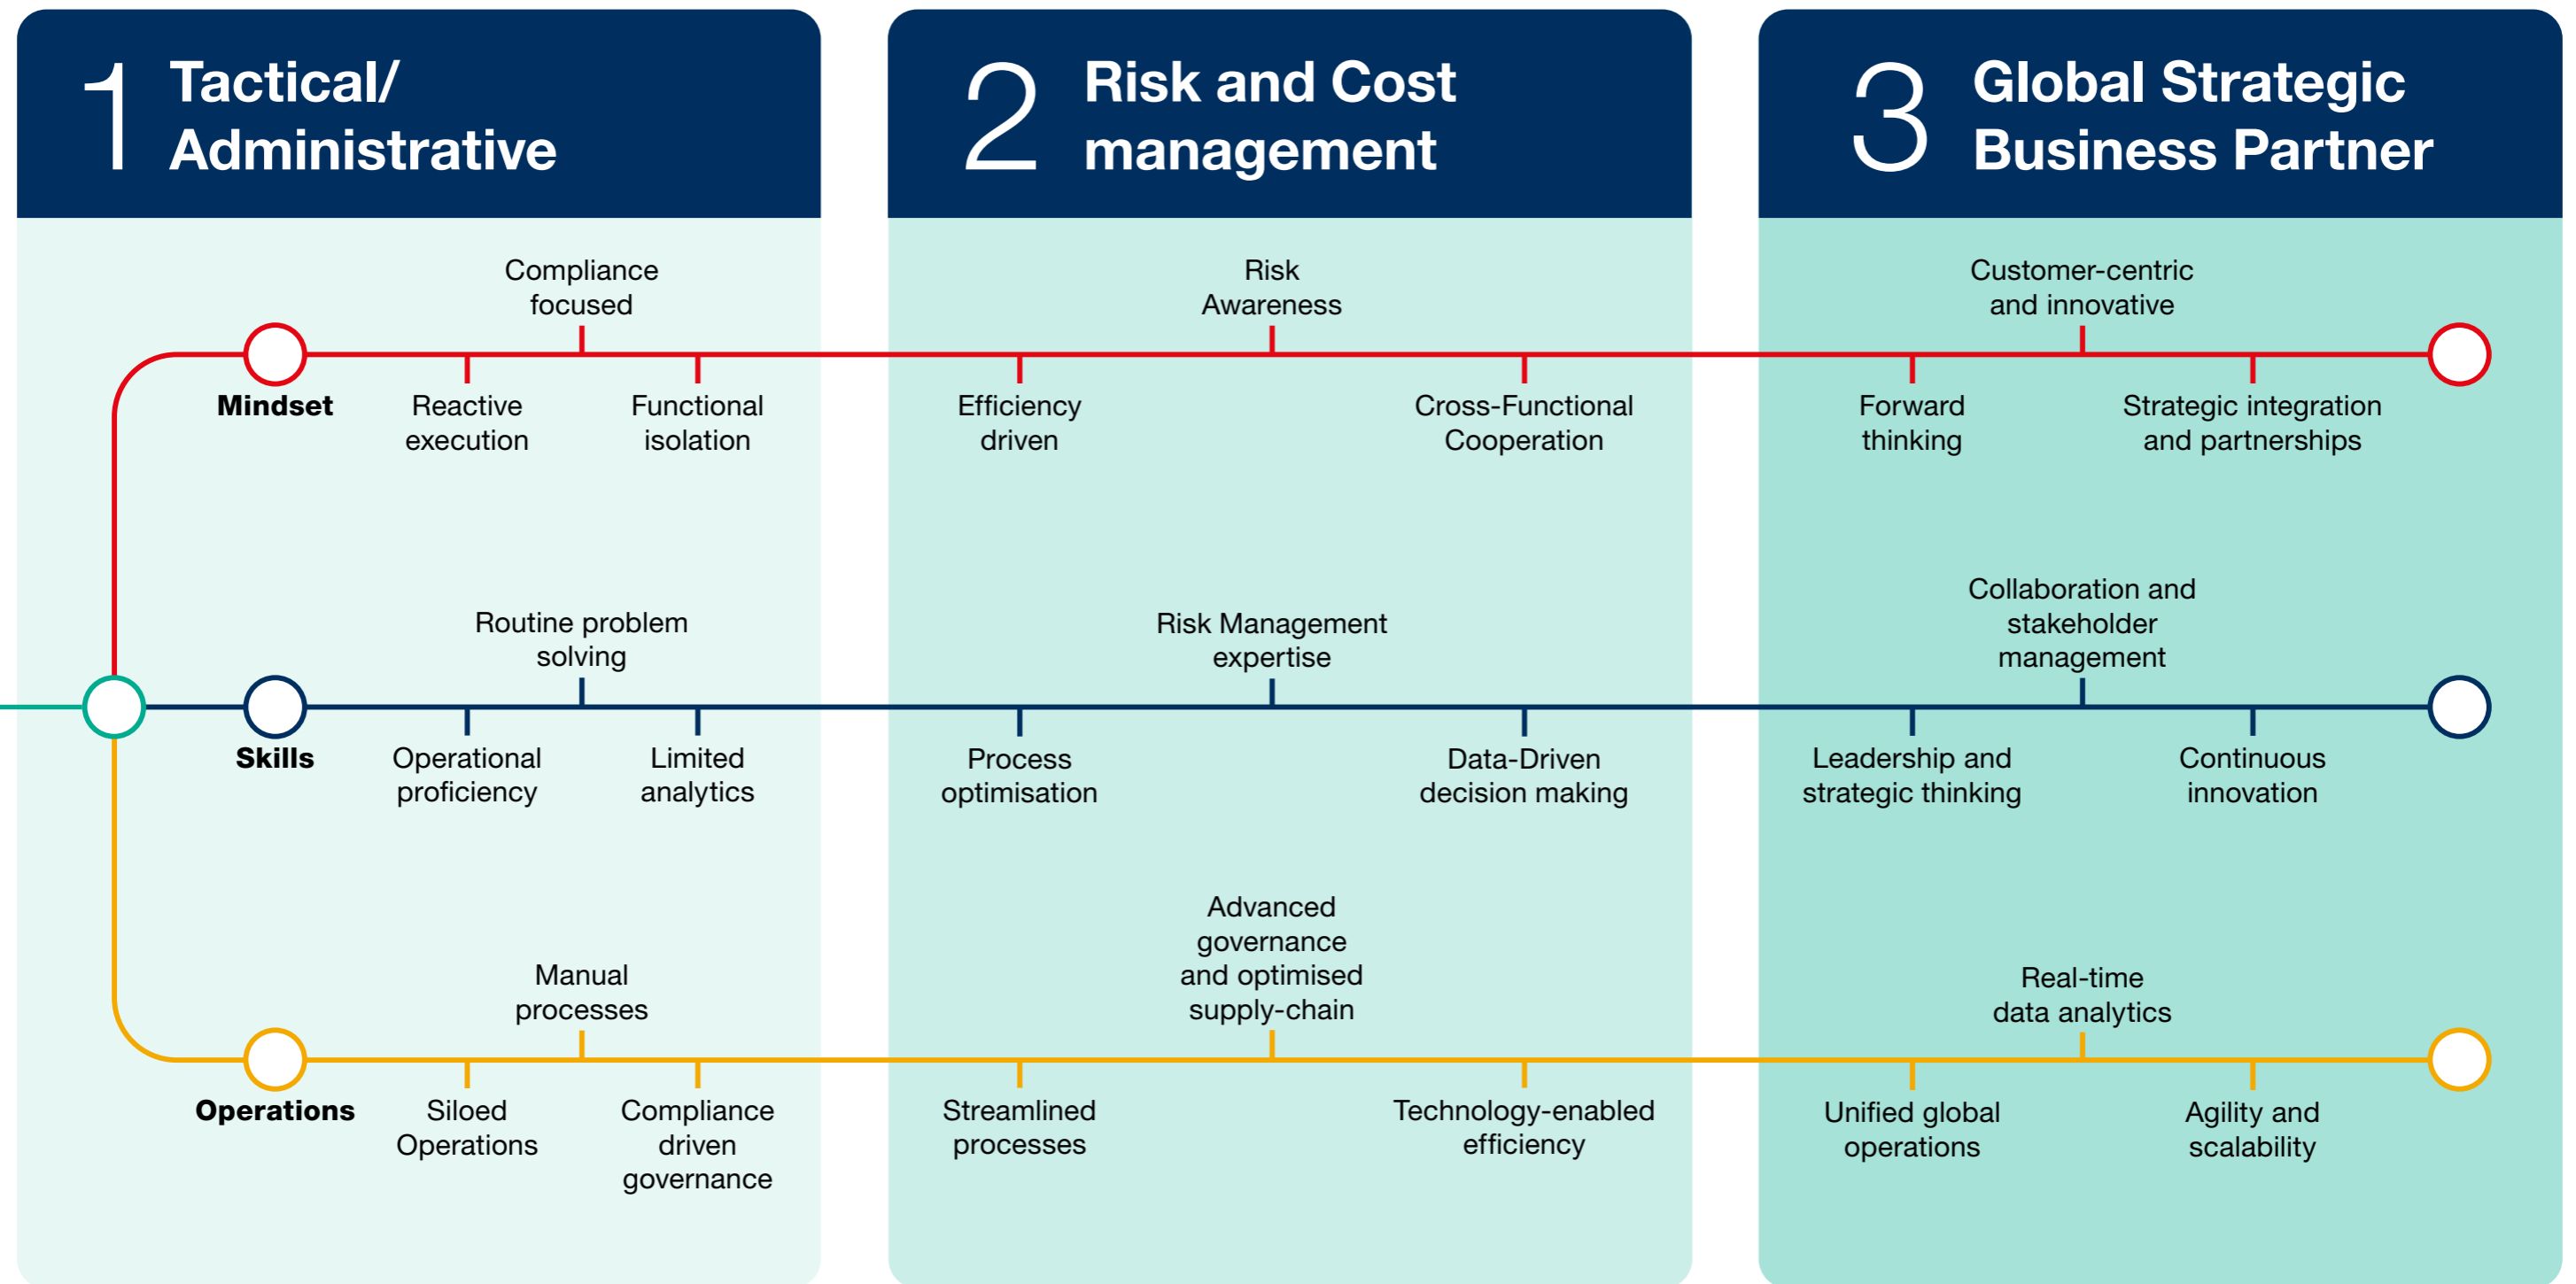 1
Tactical/
Administrative
2
Risk and Cost
management
3
Global Strategic
Business Partner
Mindset
Reactive
execution
Compliance
focused
Functional
isolation
Efficiency
driven
Risk
Awareness
Cross-Functional
Cooperation
Forward
thinking
Customer-centric
and innovative
Strategic integration
and partnerships
Skills
Operational
proficiency
Routine problem
solving
Limited
analytics
Process
optimisation
Risk Management
expertise
Data-Driven
decision making
Leadership and
strategic thinking
Collaboration and
stakeholder
management
Continuous
innovation
Operations
Siloed
Operations
Manual
processes
Compliance
driven
governance
Streamlined
processes
Advanced
governance
and optimised
supply-chain
Technology-enabled
efficiency
Unified global
operations
Real-time
data analytics
Agility and
scalability